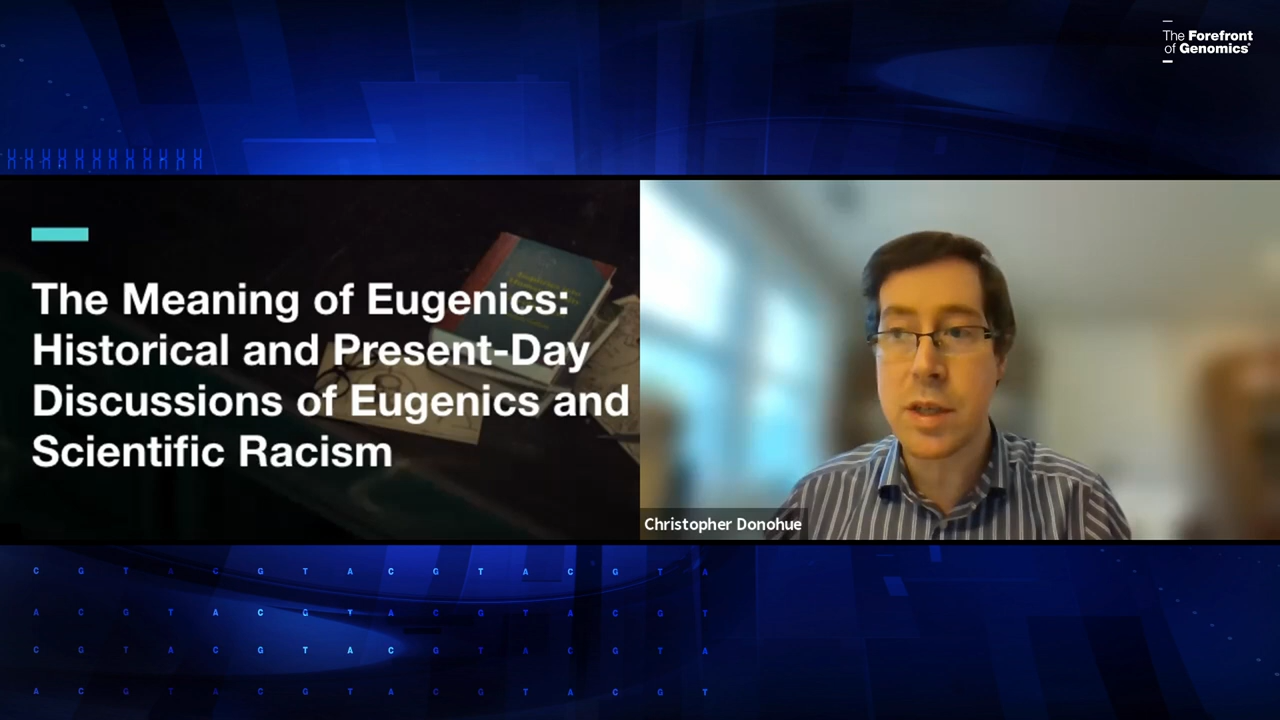 The Forefront
of Genomics®
The Meaning of Eugenics:
Historical and Present-Day
Discussions of Eugenics and
Scientific Racism
Christopher Donohue
C G T A C G T A C G T A C G T A
A C G T A C G T A C G T A C G T
C G T A C G T A C G T A C G T A
A C G T A C G T A C G T A C G T